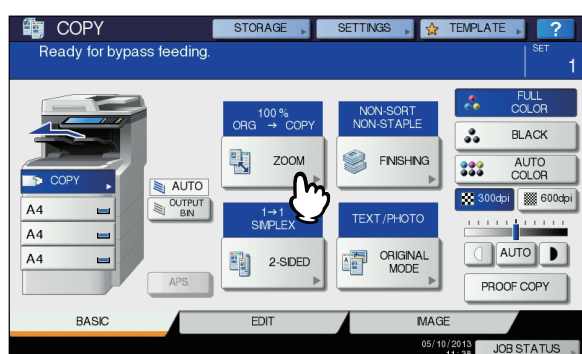 COPY
STORAGE
SETTINGS
TEMPLATE
?
Ready for bypass feeding.
SET
1
100 %
ORG → COPY
ZOOM
NON-SORT
NON-STAPLE
FINISHING
FULL
COLOR
BLACK
AUTO
COLOR
300dpi
600dpi
COPY
AUTO
OUTPUT
BIN
A4
A4
A4
APS
1→1
SIMPLEX
2-SIDED
TEXT/PHOTO
ORIGINAL
MODE
AUTO
PROOF COPY
BASIC
EDIT
IMAGE
05/10/2013
11:38
JOB STATUS